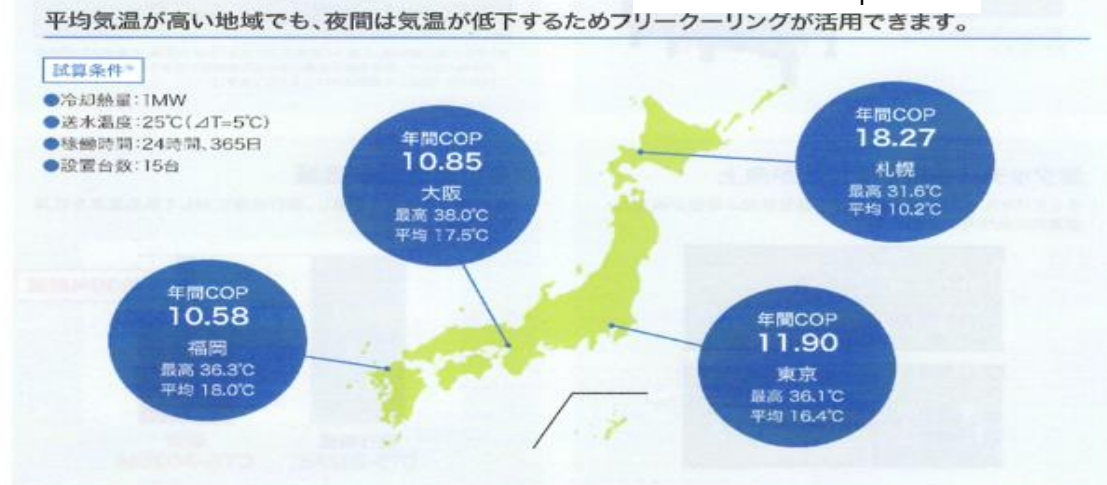 平均気温が高い地域でも、夜間は気温が低下するためフリークーリングが活用できます。
試算条件*
●冷却熱量:1MW
●送水温度:25℃(⊿T=5℃)
●稼働時間:24時間、365日
●設置台数:15台
年間COP
10.85
大阪
最高 38.0℃
平均 17.5℃
年間COP
18.27
札幌
最高 31.6℃
平均 10.2℃
年間COP
10.58
福岡
最高 36.3℃
平均 18.0℃
年間COP
11.90
東京
最高 36.1℃
平均 16.4℃